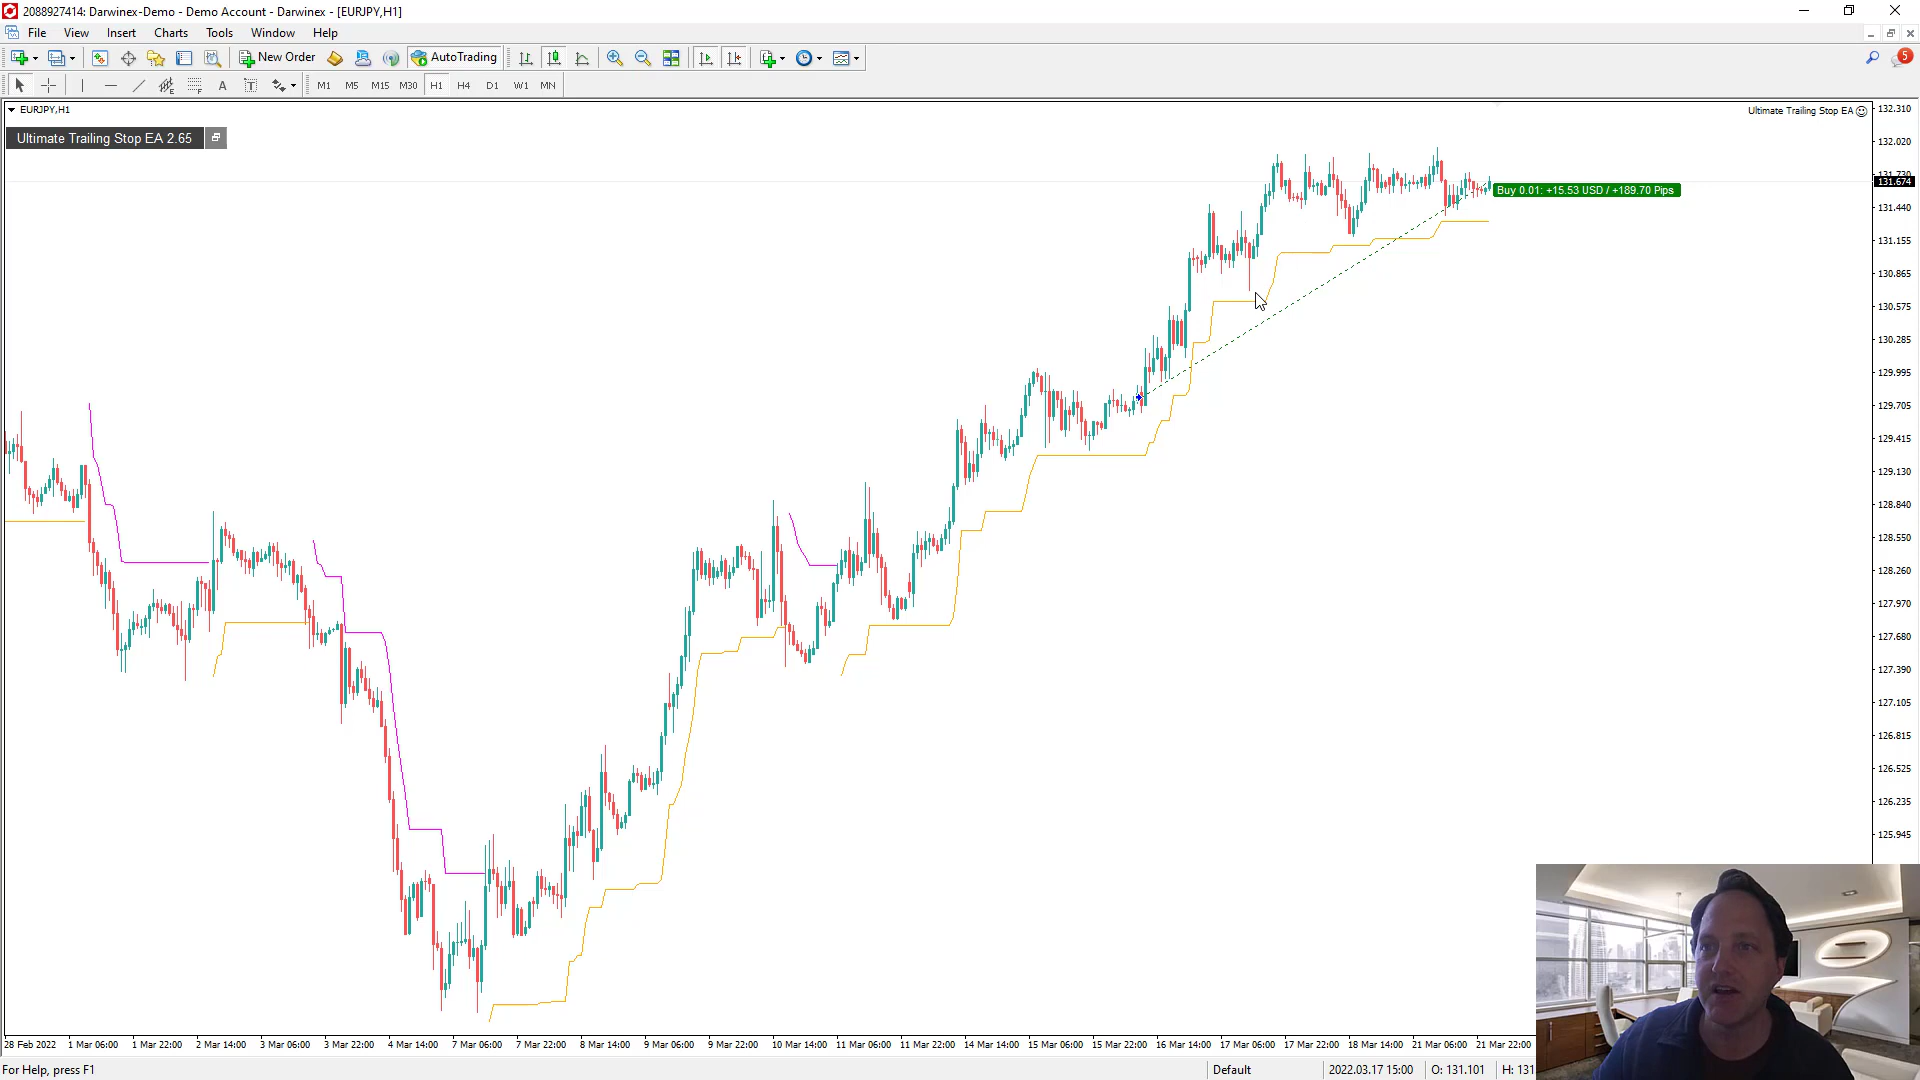 2088927414: Darwinex-Demo - Demo Account - Darwinex - [EURJPY,H1]
File View Insert Charts Tools Window Help
New Order AutoTrading 5
A T M1 M5 M15 M30 H1 H4 D1 W1 MN
EURJPY,H1
Ultimate Trailing Stop EA
Ultimate Trailing Stop EA 2.65
Buy 0.01: +15.53 USD / +189.70 Pips
132.310
132.020
131.730
131.674
131.440
131.155
130.865
130.575
130.285
129.995
129.705
129.415
129.130
128.840
128.550
128.260
127.970
127.680
127.390
127.105
126.815
126.525
126.235
125.945
28 Feb 2022 1 Mar 06:00 1 Mar 22:00 2 Mar 14:00 3 Mar 06:00 3 Mar 22:00 4 Mar 14:00 7 Mar 06:00 7 Mar 22:00 8 Mar 14:00 9 Mar 06:00 9 Mar 22:00 10 Mar 14:00 11 Mar 06:00 11 Mar 22:00 14 Mar 14:00 15 Mar 06:00 15 Mar 22:00 16 Mar 14:00 17 Mar 06:00 17 Mar 22:00 18 Mar 14:00 21 Mar 06:00 21 Mar 22:00
For Help, press F1 Default 2022.03.17 15:00 O: 131.101 H: 131